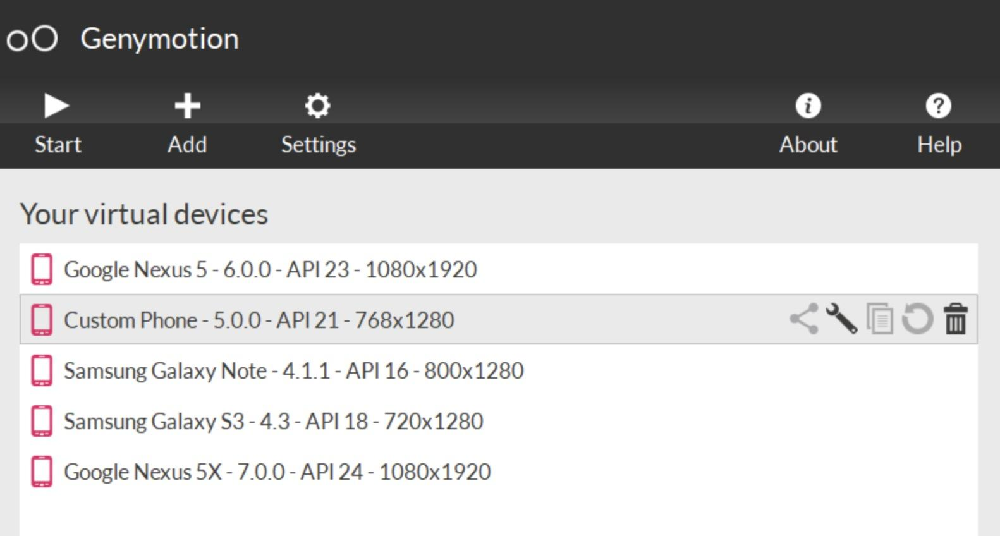 Genymotion
Start Add Settings About Help
Your virtual devices
Google Nexus 5 - 6.0.0 - API 23 - 1080x1920
Custom Phone - 5.0.0 - API 21 - 768x1280
Samsung Galaxy Note - 4.1.1 - API 16 - 800x1280
Samsung Galaxy S3 - 4.3 - API 18 - 720x1280
Google Nexus 5X - 7.0.0 - API 24 - 1080x1920